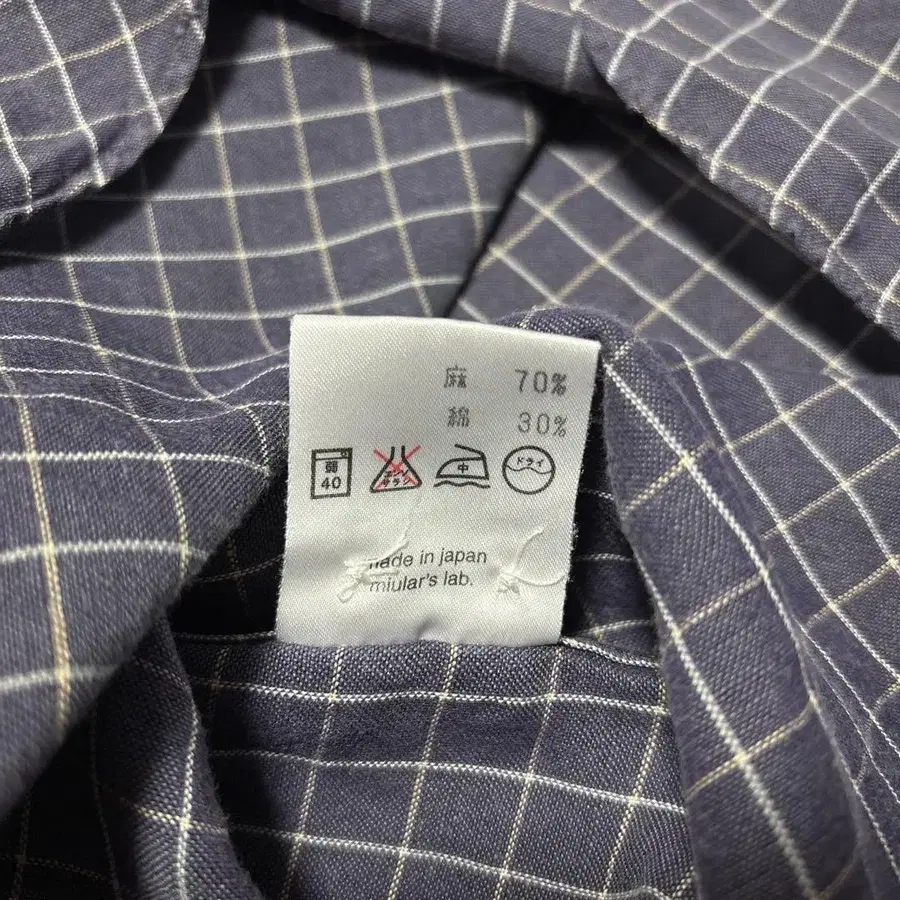 麻 70%
綿 30%
弱 40
エンソ サラシ
中
ドライ
made in japan
miular's lab.